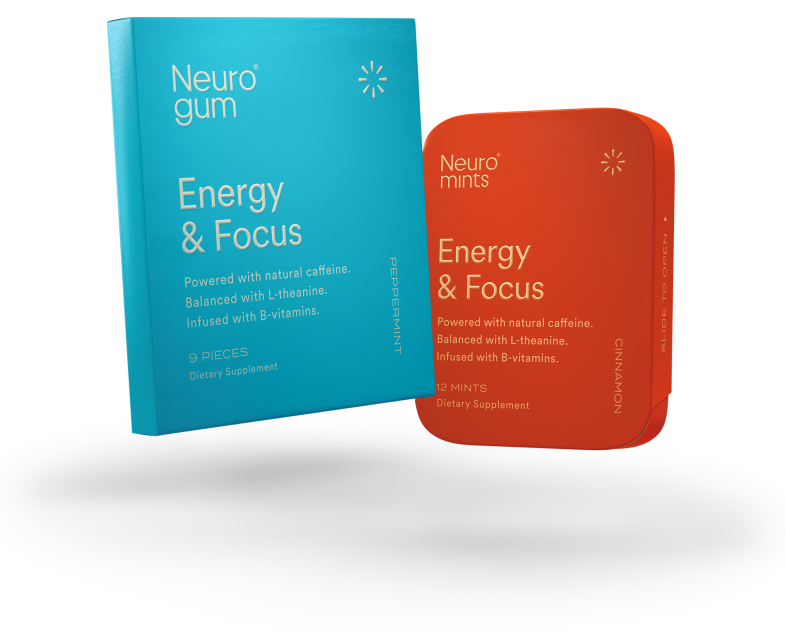 Neuro®
gum
Energy
& Focus
Powered with natural caffeine.
Balanced with L-theanine.
Infused with B-vitamins.
9 PIECES
Dietary Supplement
PEPPERMINT
Neuro®
mints
Energy
& Focus
Powered with natural caffeine.
Balanced with L-theanine.
Infused with B-vitamins.
12 MINTS
Dietary Supplement
CINNAMON
SLIDE TO OPEN